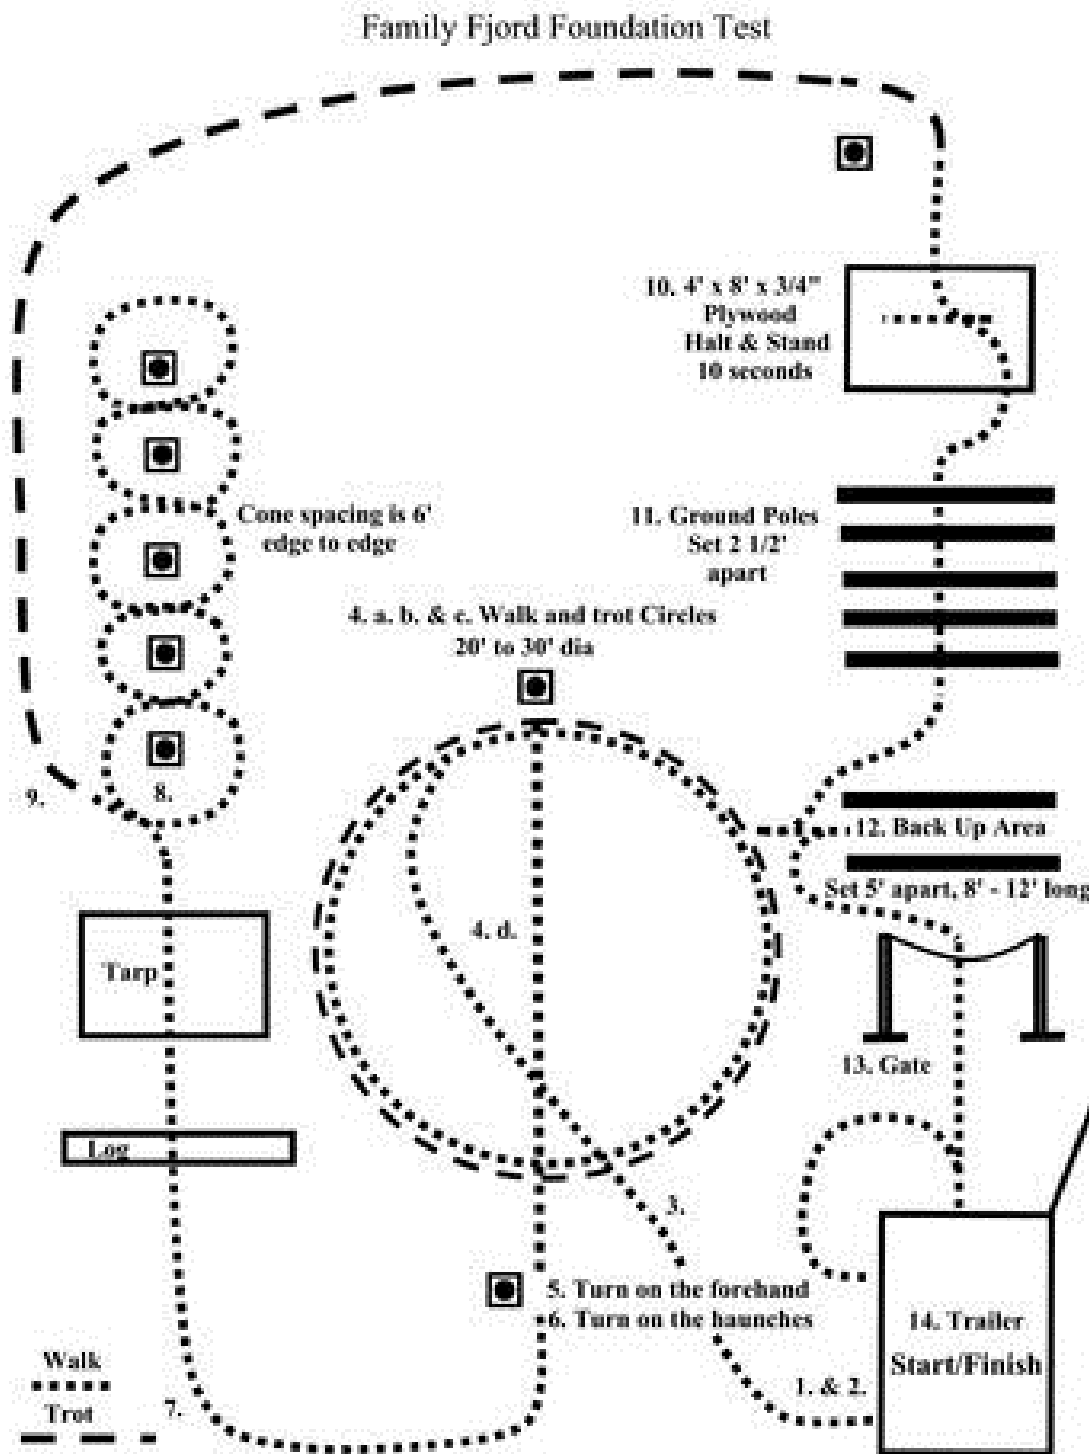 Family Fjord Foundation Test
10. 4' x 8' x 3/4"
Plywood
Halt & Stand
10 seconds
Cone spacing is 6'
edge to edge
11. Ground Poles
Set 2 1/2'
apart
4. a. b. & c. Walk and trot Circles
20' to 30' dia
9.
8.
12. Back Up Area
Set 5' apart, 8' - 12' long
4. d.
Tarp
13. Gate
Log
3.
5. Turn on the forehand
6. Turn on the haunches
14. Trailer
Start/Finish
1. & 2.
Walk
Trot
7.